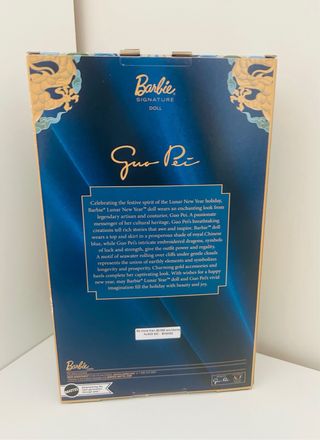 Barbie
SIGNATURE
DOLL
Guo Pei
Celebrating the festive spirit of the Lunar New Year holiday,
Barbie® Lunar New Year™ doll wears an enchanting look from
legendary artisan and couturier, Guo Pei. A passionate
messenger of her cultural heritage, Guo Pei's breathtaking
creations tell rich stories that awe and inspire. Barbie® doll
wears a top and skirt in a prosperous shade of royal Chinese
blue, while Guo Pei's intricate embroidered dragons, symbols
of luck and strength, give the outfit power and regality.
A motif of seawater rolling over cliffs under gentle clouds
represents the union of earthly elements and symbolizes
longevity and prosperity. Charming gold accessories and
heels complete her captivating look. With wishes for a happy
new year, may Barbie® Lunar Year™ doll and Guo Pei's vivid
imagination fill the holiday with beauty and joy.
Barbie
MATTEL
Guo Pei